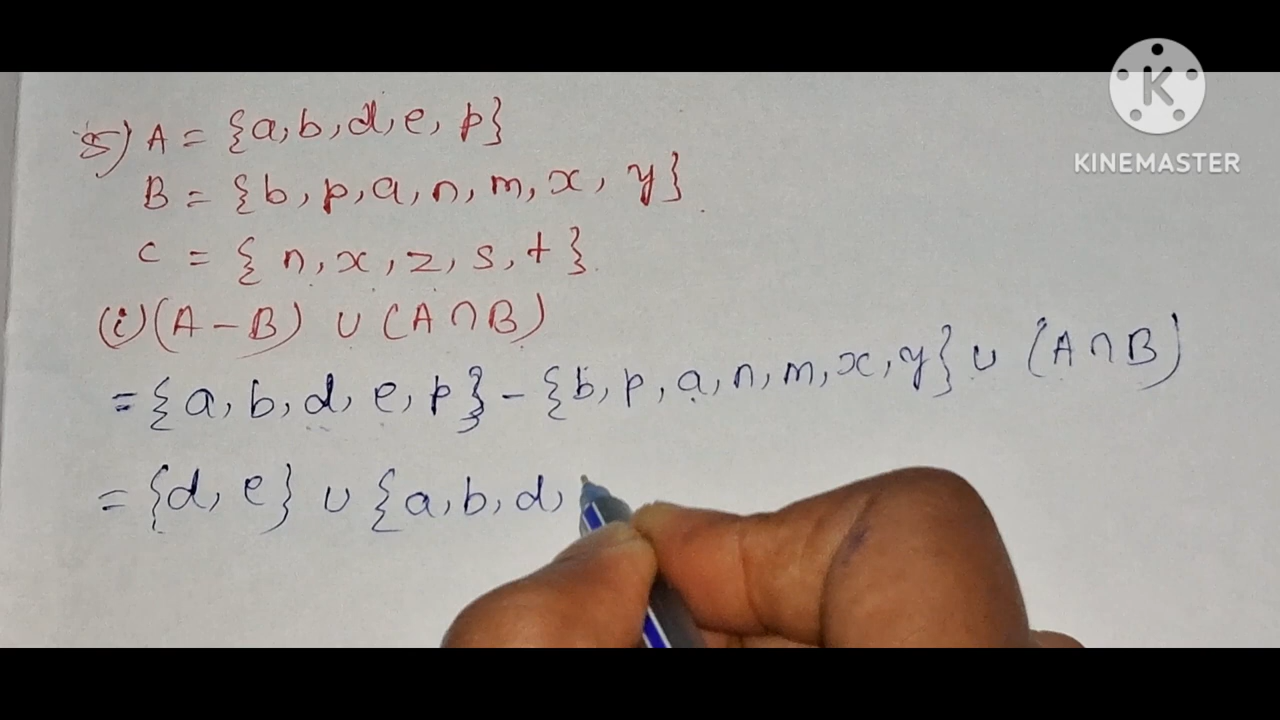 5) A = {a, b, d, e, p}
B = {b, p, a, n, m, x, y}
C = {n, x, z, s, t}
(i) (A - B) ∪ (A ∩ B)
= {a, b, d, e, p} - {b, p, a, n, m, x, y} ∪ (A ∩ B)
= {d, e} ∪ {a, b, d,
K
KINEMASTER